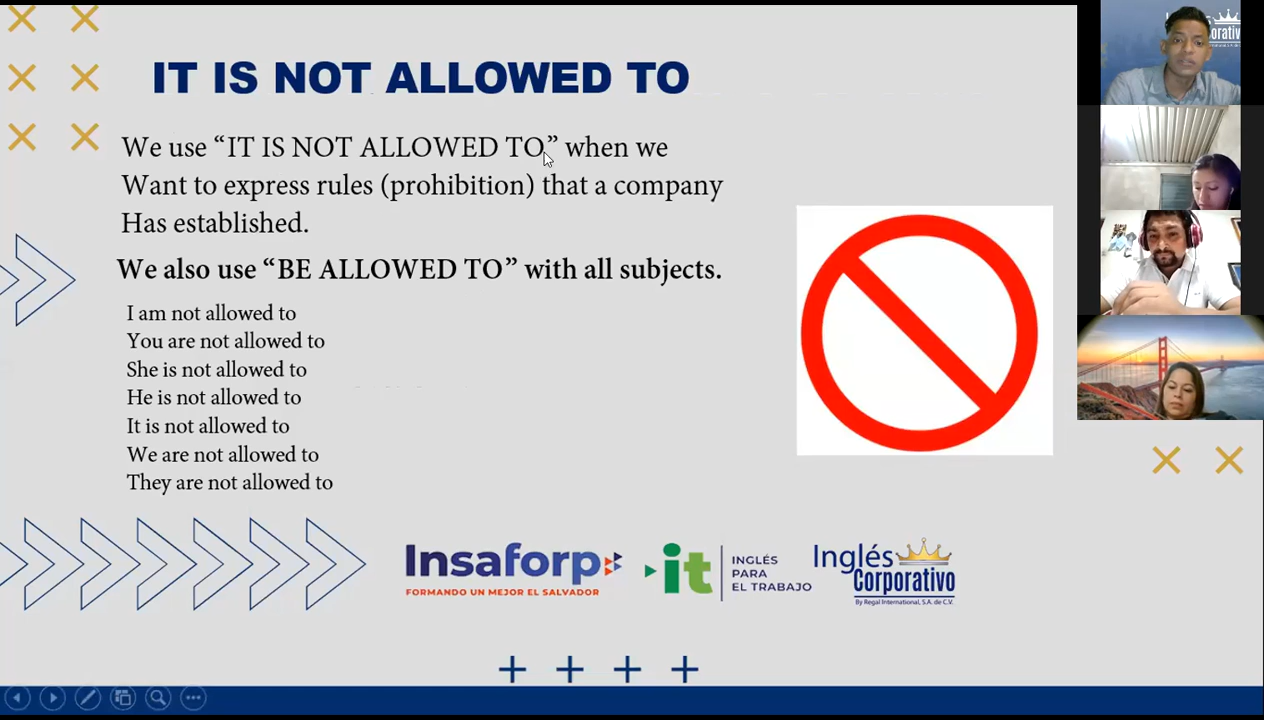 IT IS NOT ALLOWED TO
We use “IT IS NOT ALLOWED TO” when we
Want to express rules (prohibition) that a company
Has established.
We also use “BE ALLOWED TO” with all subjects.
I am not allowed to
You are not allowed to
She is not allowed to
He is not allowed to
It is not allowed to
We are not allowed to
They are not allowed to
Insaforp
FORMANDO UN MEJOR EL SALVADOR
it
INGLÉS
PARA
EL TRABAJO
Inglés
Corporativo
By Regal International, S.A. de C.V.